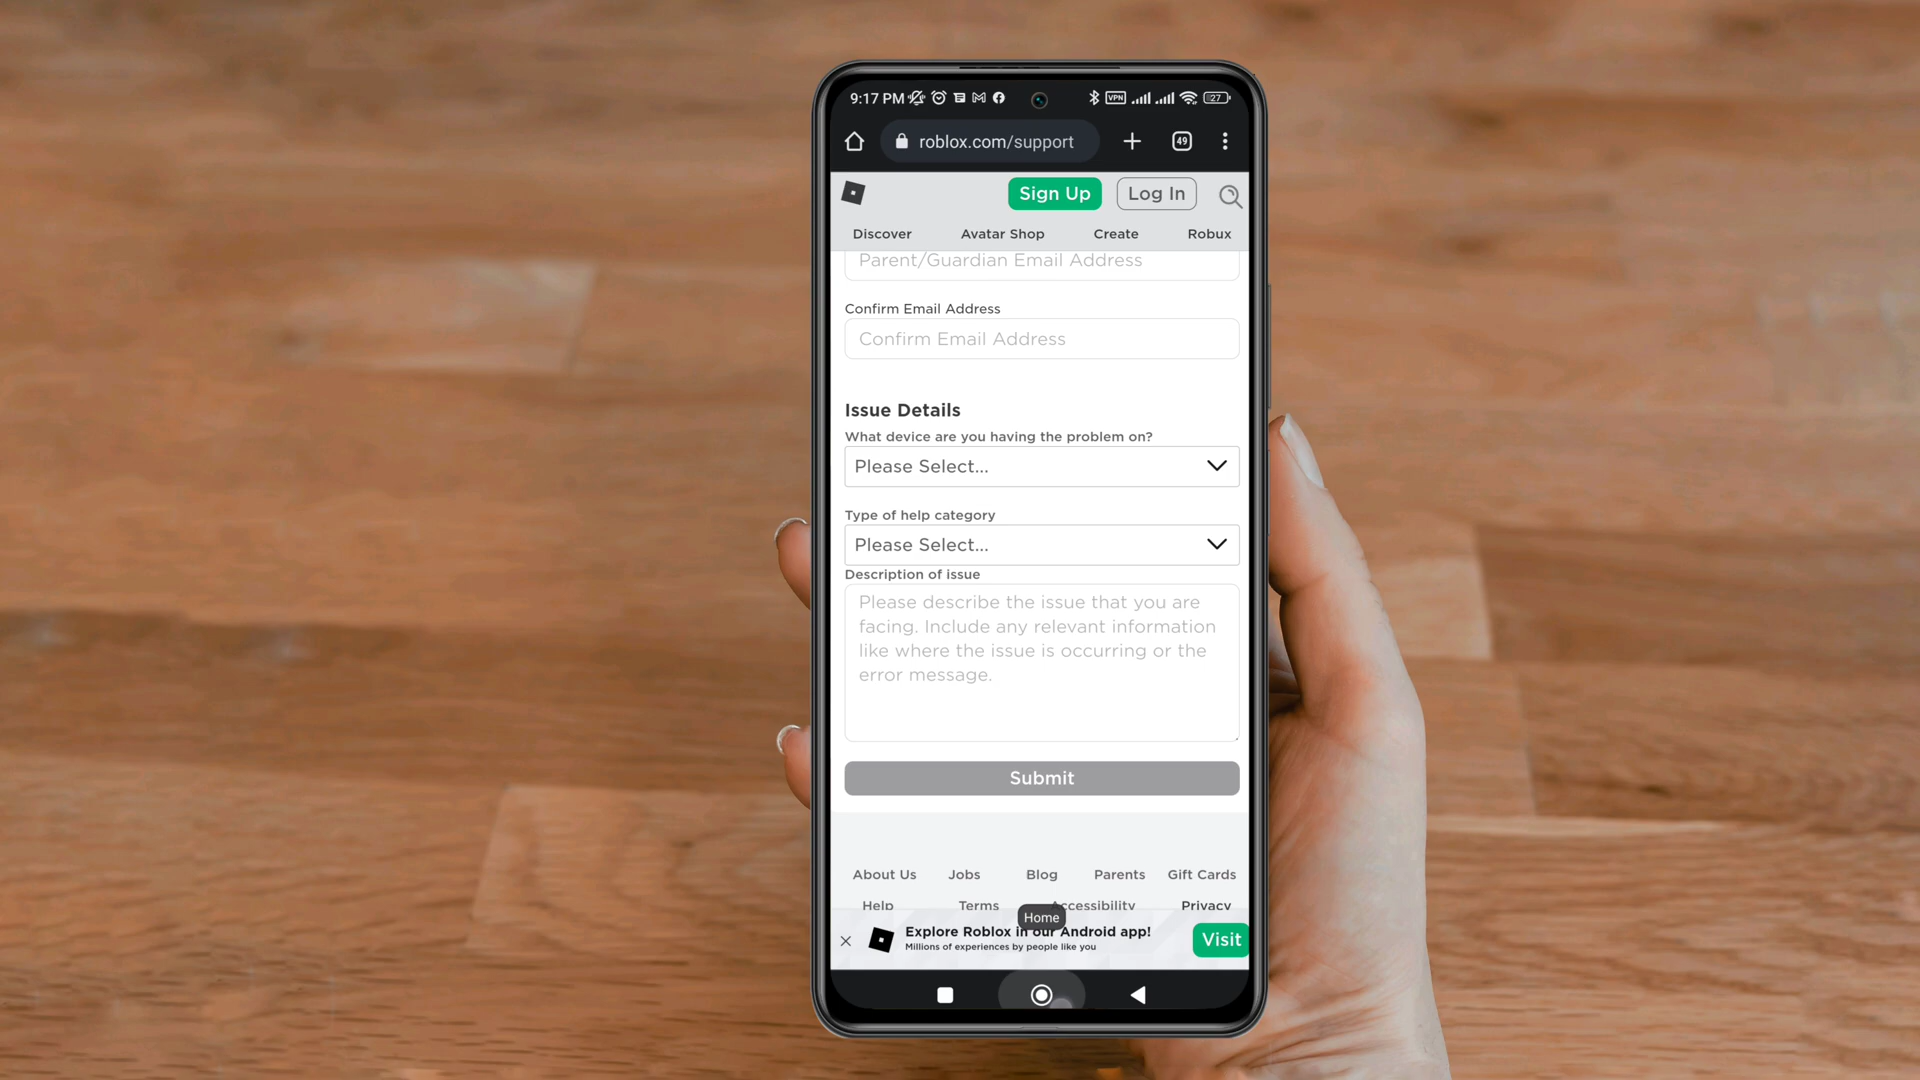 9:17 PM
VPN
27
roblox.com/support
49
Sign Up
Log In
Discover
Avatar Shop
Create
Robux
Parent/Guardian Email Address
Confirm Email Address
Confirm Email Address
Issue Details
What device are you having the problem on?
Please Select...
Type of help category
Please Select...
Description of issue
Please describe the issue that you are
facing. Include any relevant information
like where the issue is occurring or the
error message.
Submit
About Us
Jobs
Blog
Parents
Gift Cards
Help
Terms
Accessibility
Privacy
Home
Explore Roblox in our Android app!
Millions of experiences by people like you
Visit